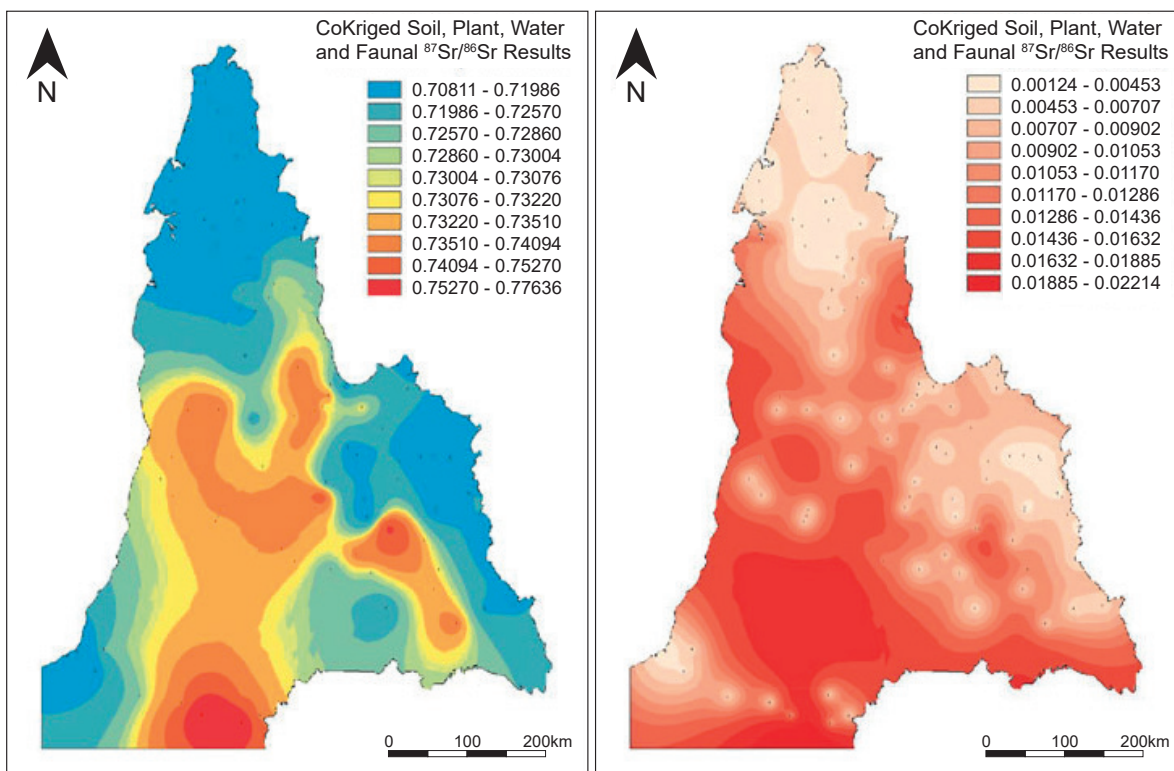 CoKriged Soil, Plant, Water
and Faunal ⁸⁷Sr/⁸⁶Sr Results
N
0.70811 - 0.71986
0.71986 - 0.72570
0.72570 - 0.72860
0.72860 - 0.73004
0.73004 - 0.73076
0.73076 - 0.73220
0.73220 - 0.73510
0.73510 - 0.74094
0.74094 - 0.75270
0.75270 - 0.77636
0 100 200km
CoKriged Soil, Plant, Water
and Faunal ⁸⁷Sr/⁸⁶Sr Results
N
0.00124 - 0.00453
0.00453 - 0.00707
0.00707 - 0.00902
0.00902 - 0.01053
0.01053 - 0.01170
0.01170 - 0.01286
0.01286 - 0.01436
0.01436 - 0.01632
0.01632 - 0.01885
0.01885 - 0.02214
0 100 200km